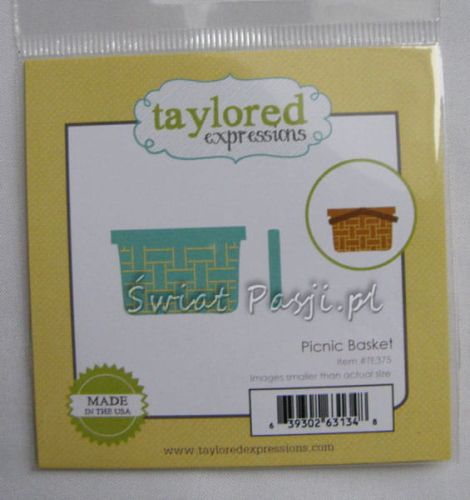 taylored
expressions
Świat Pasji.pl
Picnic Basket
Item #TE375
Images smaller than actual size
MADE
IN THE USA
6 39302 63134 8
www.tayloredexpressions.com